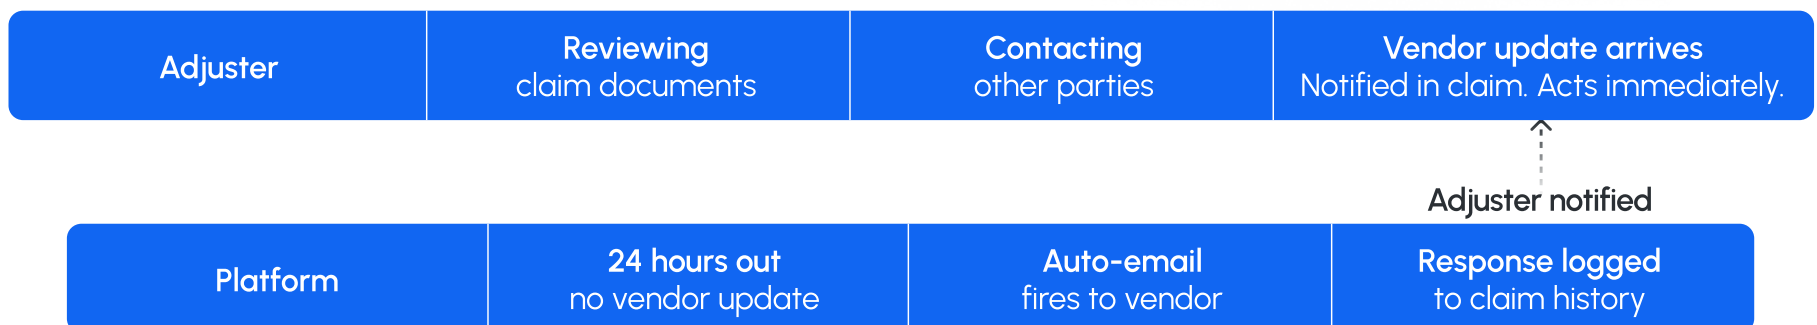 Adjuster
Reviewing
claim documents
Contacting
other parties
Vendor update arrives
Notified in claim. Acts immediately.
Adjuster notified
Platform
24 hours out
no vendor update
Auto-email
fires to vendor
Response logged
to claim history